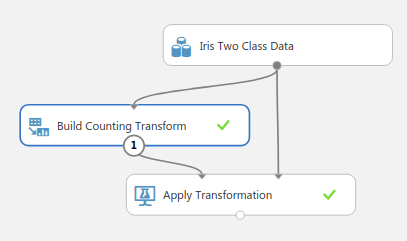 Iris Two Class Data
Build Counting Transform
1
Apply Transformation